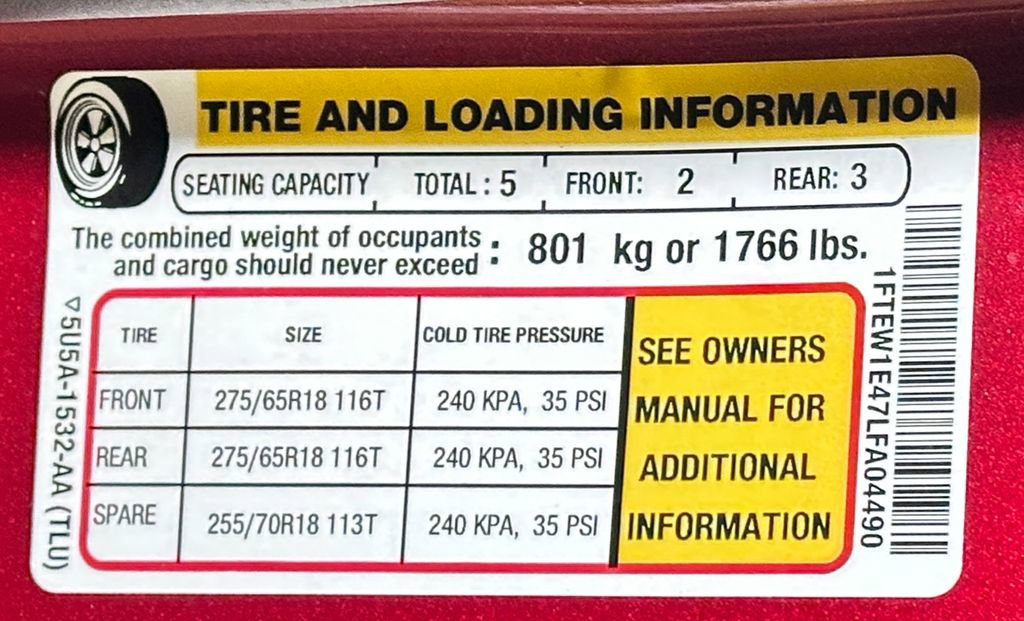 TIRE AND LOADING INFORMATION
SEATING CAPACITY TOTAL : 5 FRONT: 2 REAR: 3
The combined weight of occupants
and cargo should never exceed : 801 kg or 1766 lbs.
TIRE SIZE COLD TIRE PRESSURE
FRONT 275/65R18 116T 240 KPA, 35 PSI
REAR 275/65R18 116T 240 KPA, 35 PSI
SPARE 255/70R18 113T 240 KPA, 35 PSI
SEE OWNERS
MANUAL FOR
ADDITIONAL
INFORMATION
5U5A-1532-AA (TLU)
1FTEW1E47LFA04490